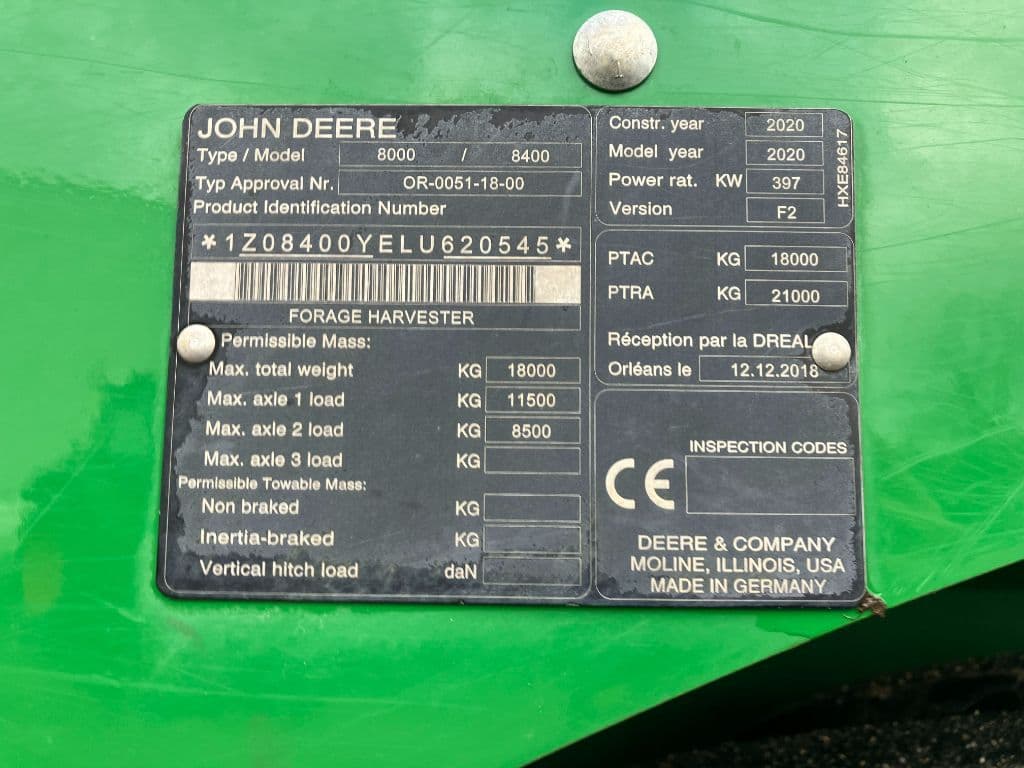 JOHN DEERE
Type / Model 8000 / 8400
Typ Approval Nr. OR-0051-18-00
Product Identification Number
*1Z08400YELU620545*
FORAGE HARVESTER
Permissible Mass:
Max. total weight KG 18000
Max. axle 1 load KG 11500
Max. axle 2 load KG 8500
Max. axle 3 load KG
Permissible Towable Mass:
Non braked KG
Inertia-braked KG
Vertical hitch load daN
Constr. year 2020
Model year 2020
Power rat. KW 397
Version F2
HXE84617
PTAC KG 18000
PTRA KG 21000
Réception par la DREAL
Orléans le 12.12.2018
INSPECTION CODES
CE
DEERE & COMPANY
MOLINE, ILLINOIS, USA
MADE IN GERMANY